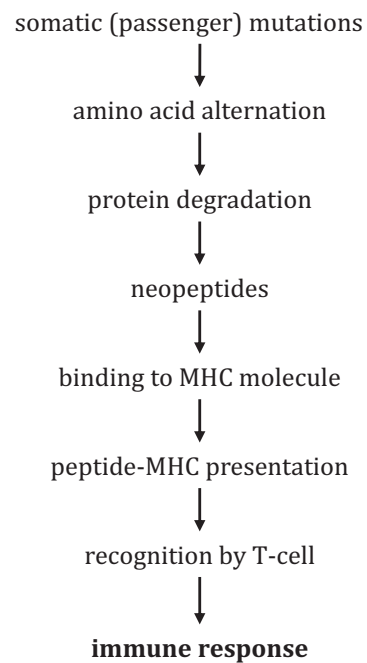 somatic (passenger) mutations
amino acid alternation
protein degradation
neopeptides
binding to MHC molecule
peptide-MHC presentation
recognition by T-cell
immune response